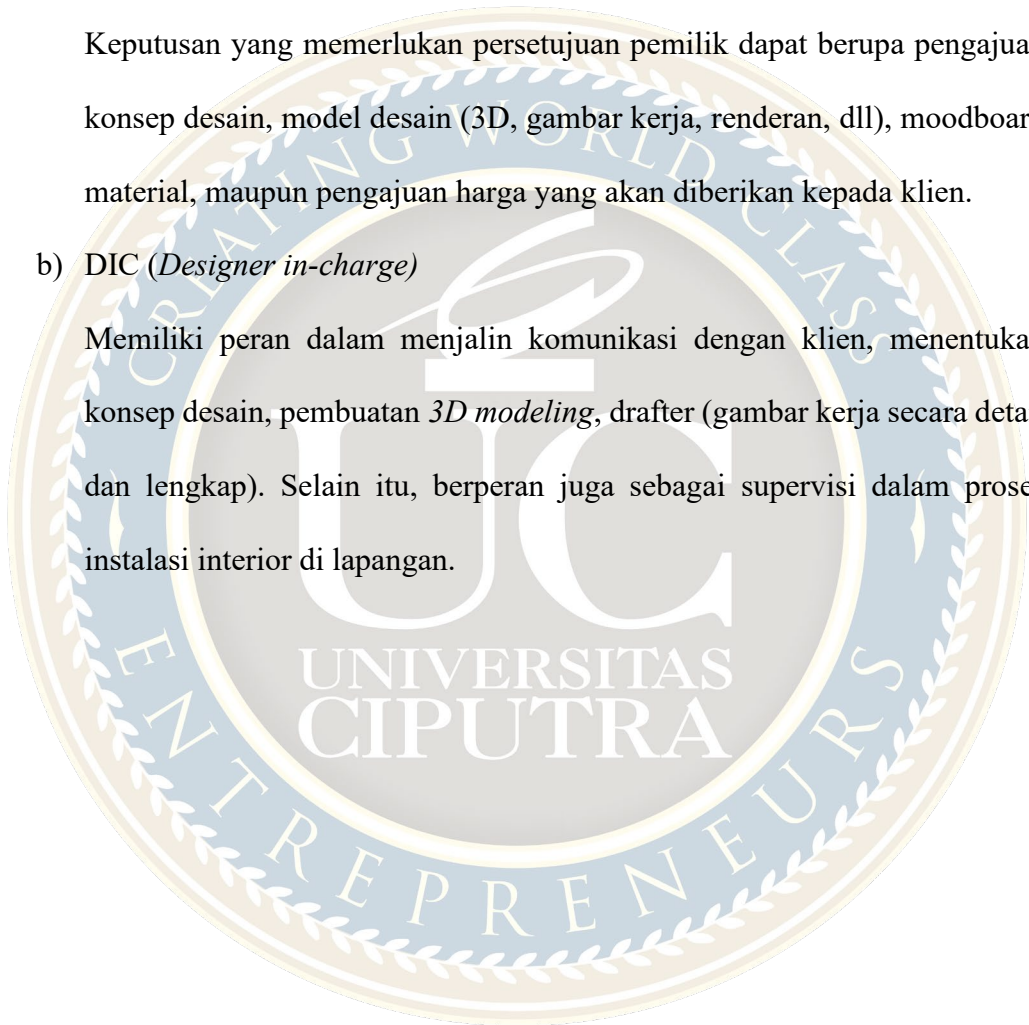 Keputusan yang memerlukan persetujuan pemilik dapat berupa pengajua
konsep desain, model desain (3D, gambar kerja, renderan, dll), moodboar
material, maupun pengajuan harga yang akan diberikan kepada klien.
b) DIC (Designer in-charge)
Memiliki peran dalam menjalin komunikasi dengan klien, menentuka
konsep desain, pembuatan 3D modeling, drafter (gambar kerja secara deta
dan lengkap). Selain itu, berperan juga sebagai supervisi dalam prose
instalasi interior di lapangan.
CREATING WORLD CLASS
UC
UNIVERSITAS
CIPUTRA
ENTREPRENEURS